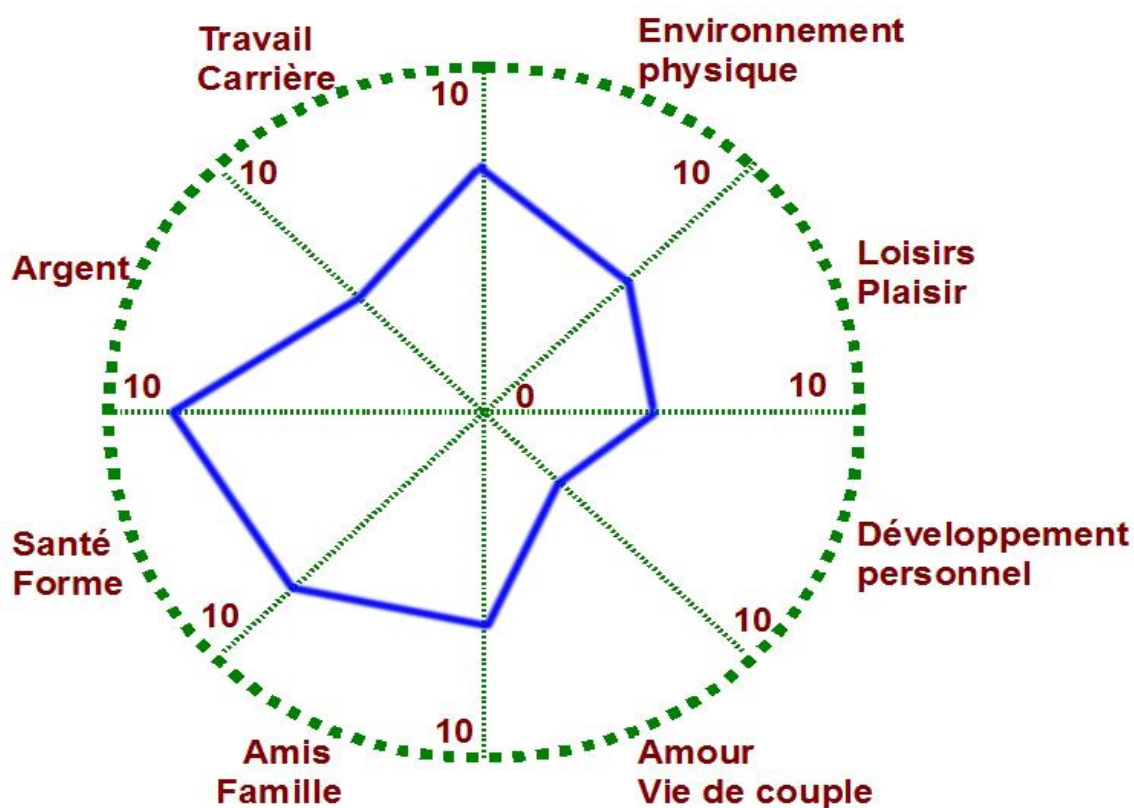 Travail
Carrière
Environnement
physique
10
10
10
Argent
Loisirs
Plaisir
10
0
10
Santé
Forme
Développement
personnel
10
10
10
Amis
Famille
Amour
Vie de couple